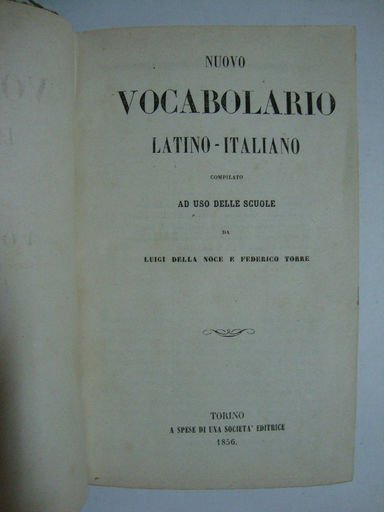 NUOVO
VOCABOLARIO
LATINO-ITALIANO
COMPILATO
AD USO DELLE SCUOLE
DA
LUIGI DELLA NOCE E FEDERICO TORRE
TORINO
A SPESE DI UNA SOCIETA' EDITRICE
1856.